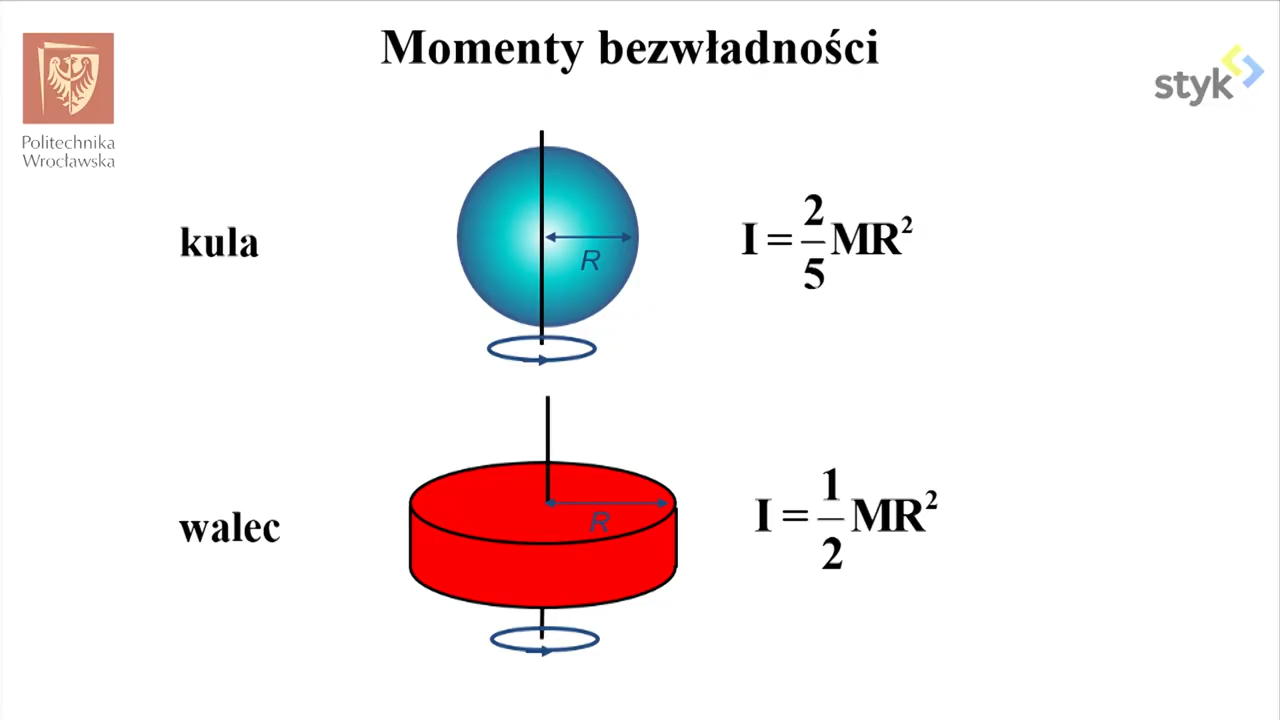 Momenty bezwładności
Politechnika
Wrocławska
styk
kula
R
I = 2/5 MR²
walec
R
I = 1/2 MR²